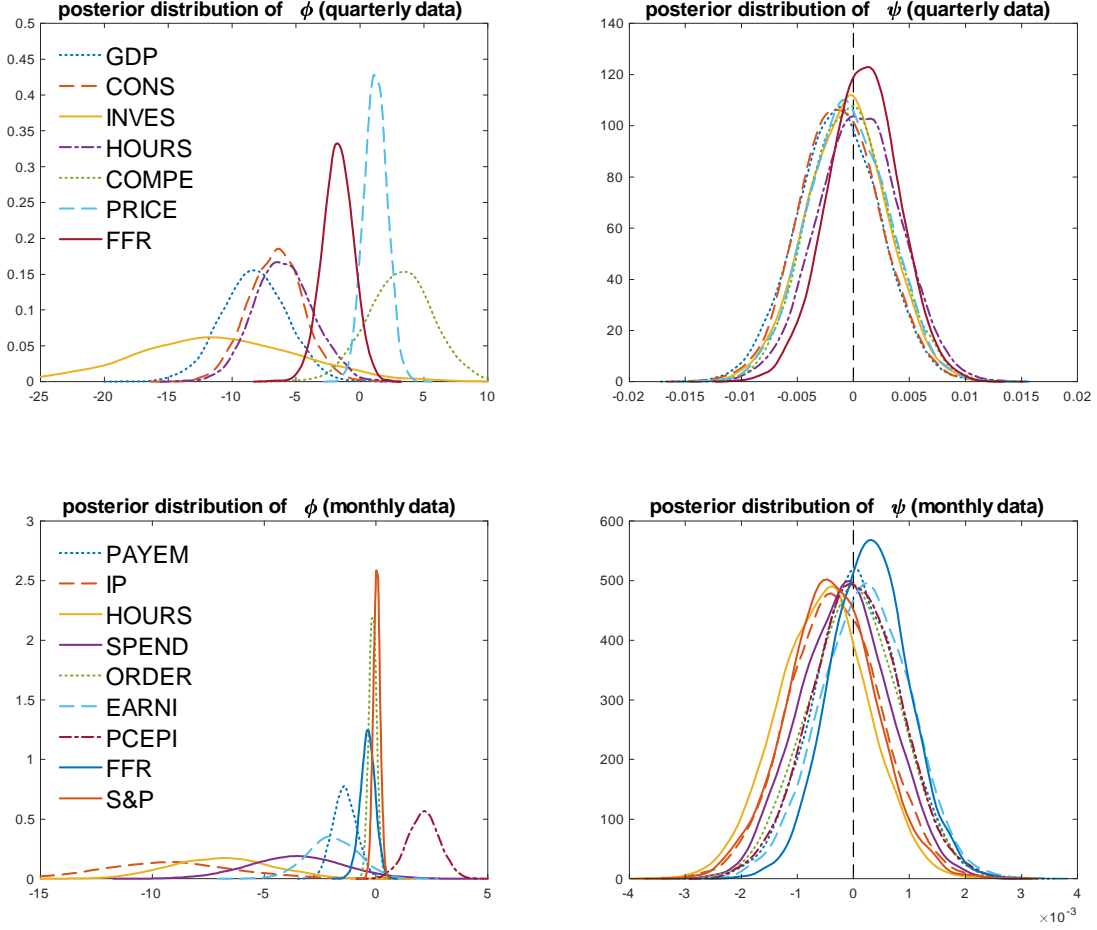 posterior distribution of ϕ (quarterly data)
0.5
0.45
0.4
0.35
0.3
0.25
0.2
0.15
0.1
0.05
0
GDP
CONS
INVES
HOURS
COMPE
PRICE
FFR
-25 -20 -15 -10 -5 0 5 10
posterior distribution of ψ (quarterly data)
140
120
100
80
60
40
20
0
-0.02 -0.015 -0.01 -0.005 0 0.005 0.01 0.015 0.02
posterior distribution of ϕ (monthly data)
3
2.5
2
1.5
1
0.5
0
PAYEM
IP
HOURS
SPEND
ORDER
EARNI
PCEPI
FFR
S&P
-15 -10 -5 0 5
posterior distribution of ψ (monthly data)
600
500
400
300
200
100
0
-4 -3 -2 -1 0 1 2 3 4
×10⁻³